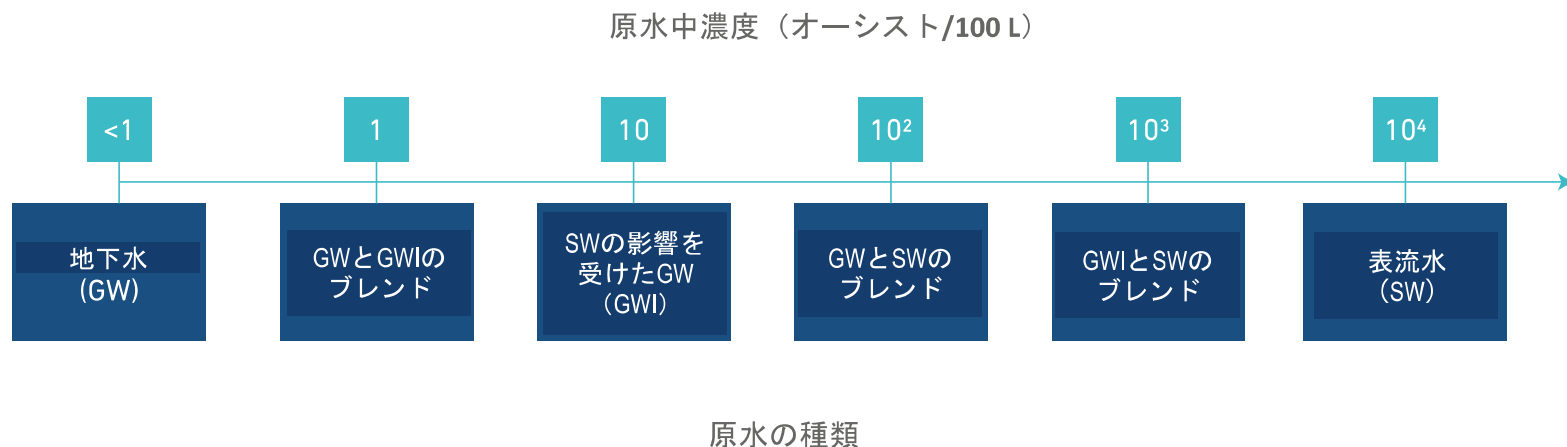 原水中濃度（オーシスト/100 L）
<1
1
10
10²
10³
10⁴
地下水
(GW)
GWとGWIの
ブレンド
SWの影響を
受けたGW
（GWI）
GWとSWの
ブレンド
GWIとSWの
ブレンド
表流水
（SW）
原水の種類